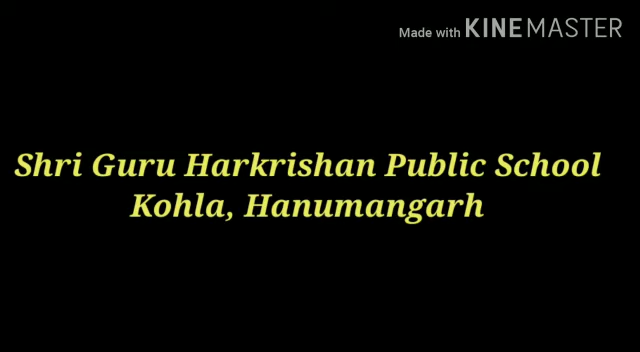 Made with KINEMASTER
Shri Guru Harkrishan Public School
Kohla, Hanumangarh